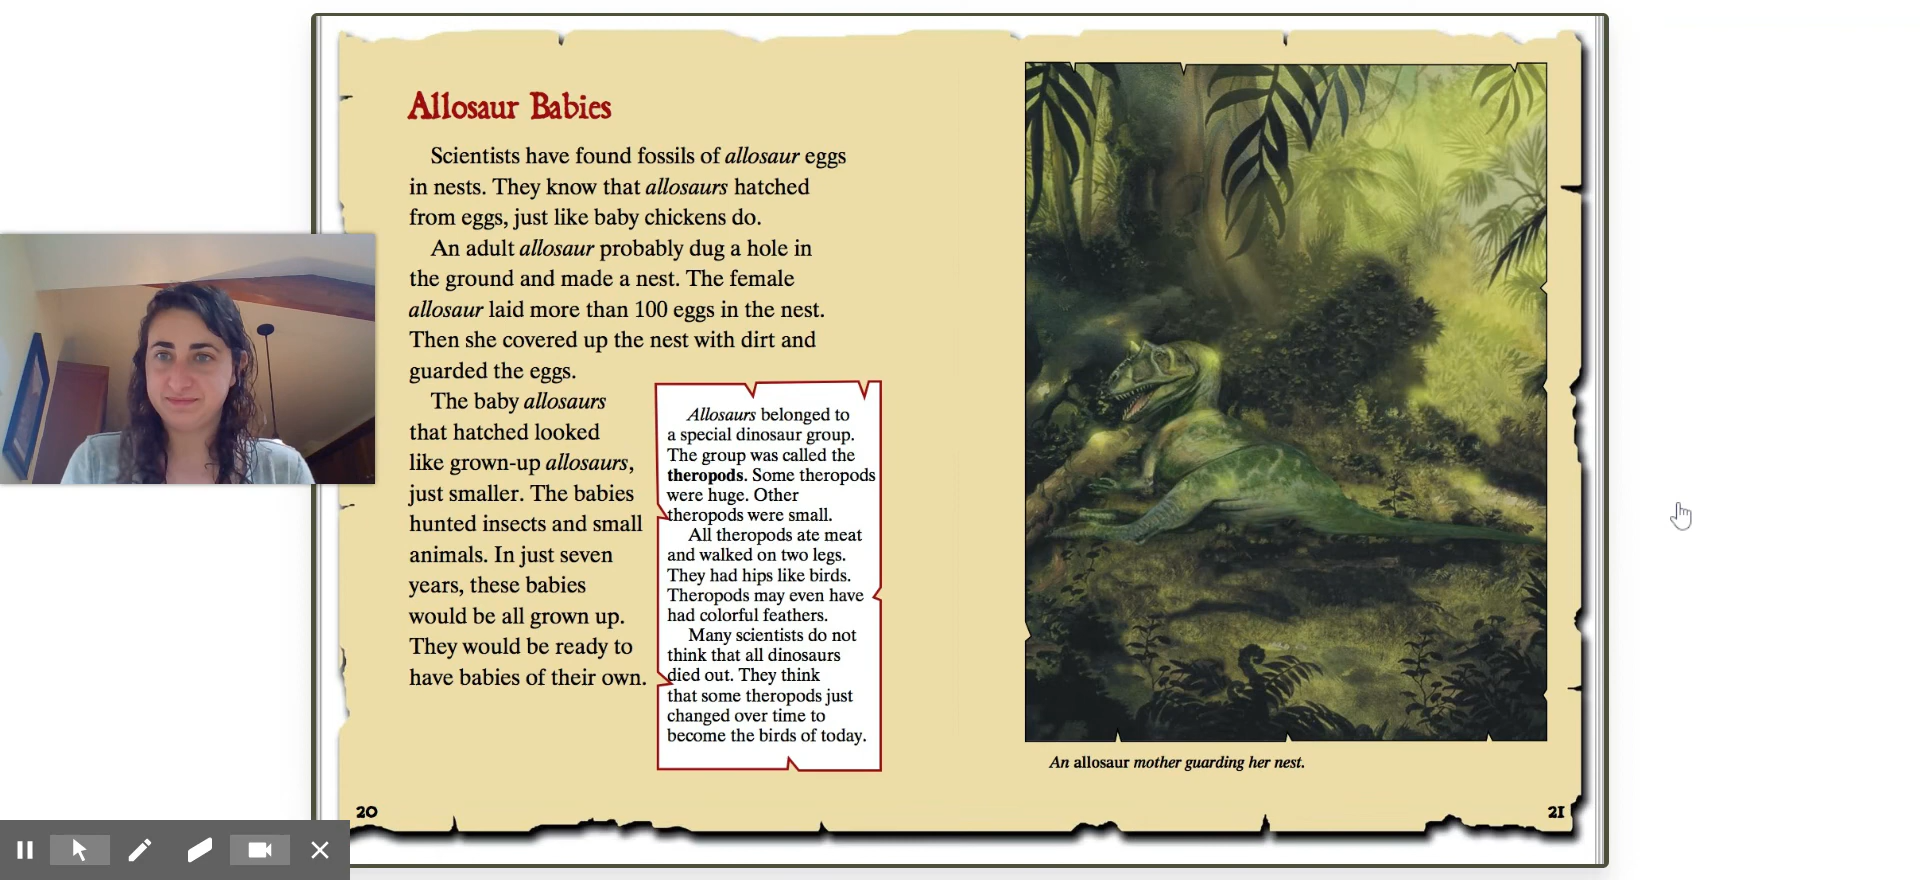 Allosaur Babies
Scientists have found fossils of allosaur eggs
in nests. They know that allosaurs hatched
from eggs, just like baby chickens do.
An adult allosaur probably dug a hole in
the ground and made a nest. The female
allosaur laid more than 100 eggs in the nest.
Then she covered up the nest with dirt and
guarded the eggs.
The baby allosaurs
that hatched looked
like grown-up allosaurs,
just smaller. The babies
hunted insects and small
animals. In just seven
years, these babies
would be all grown up.
They would be ready to
have babies of their own.
Allosaurs belonged to
a special dinosaur group.
The group was called the
theropods. Some theropods
were huge. Other
theropods were small.
All theropods ate meat
and walked on two legs.
They had hips like birds.
Theropods may even have
had colorful feathers.
Many scientists do not
think that all dinosaurs
died out. They think
that some theropods just
changed over time to
become the birds of today.
20
An allosaur mother guarding her nest.
21